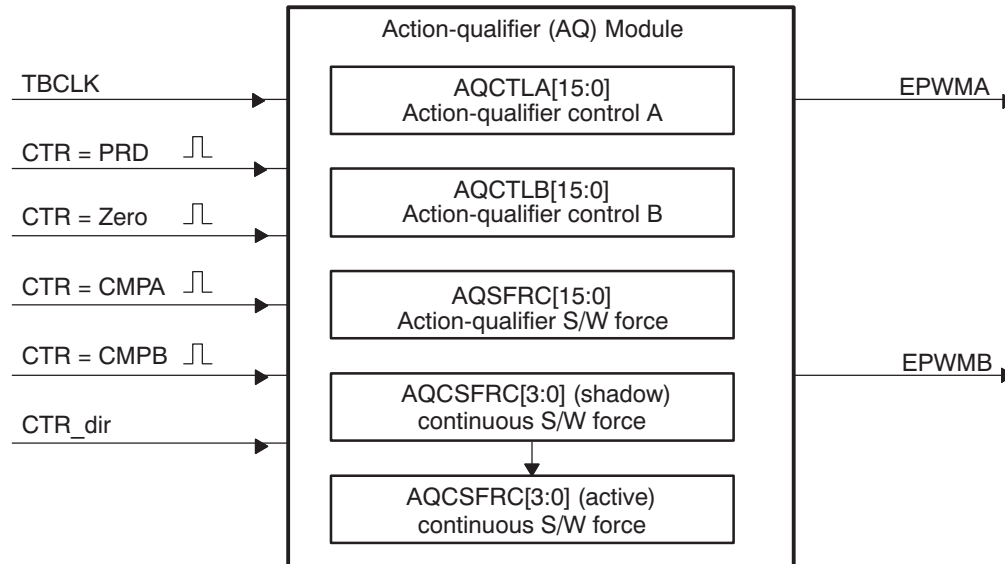 Action-qualifier (AQ) Module
TBCLK
CTR = PRD
CTR = Zero
CTR = CMPA
CTR = CMPB
CTR_dir
AQCTLA[15:0]
Action-qualifier control A
AQCTLB[15:0]
Action-qualifier control B
AQSFRC[15:0]
Action-qualifier S/W force
AQCSFRC[3:0] (shadow)
continuous S/W force
AQCSFRC[3:0] (active)
continuous S/W force
EPWMA
EPWMB